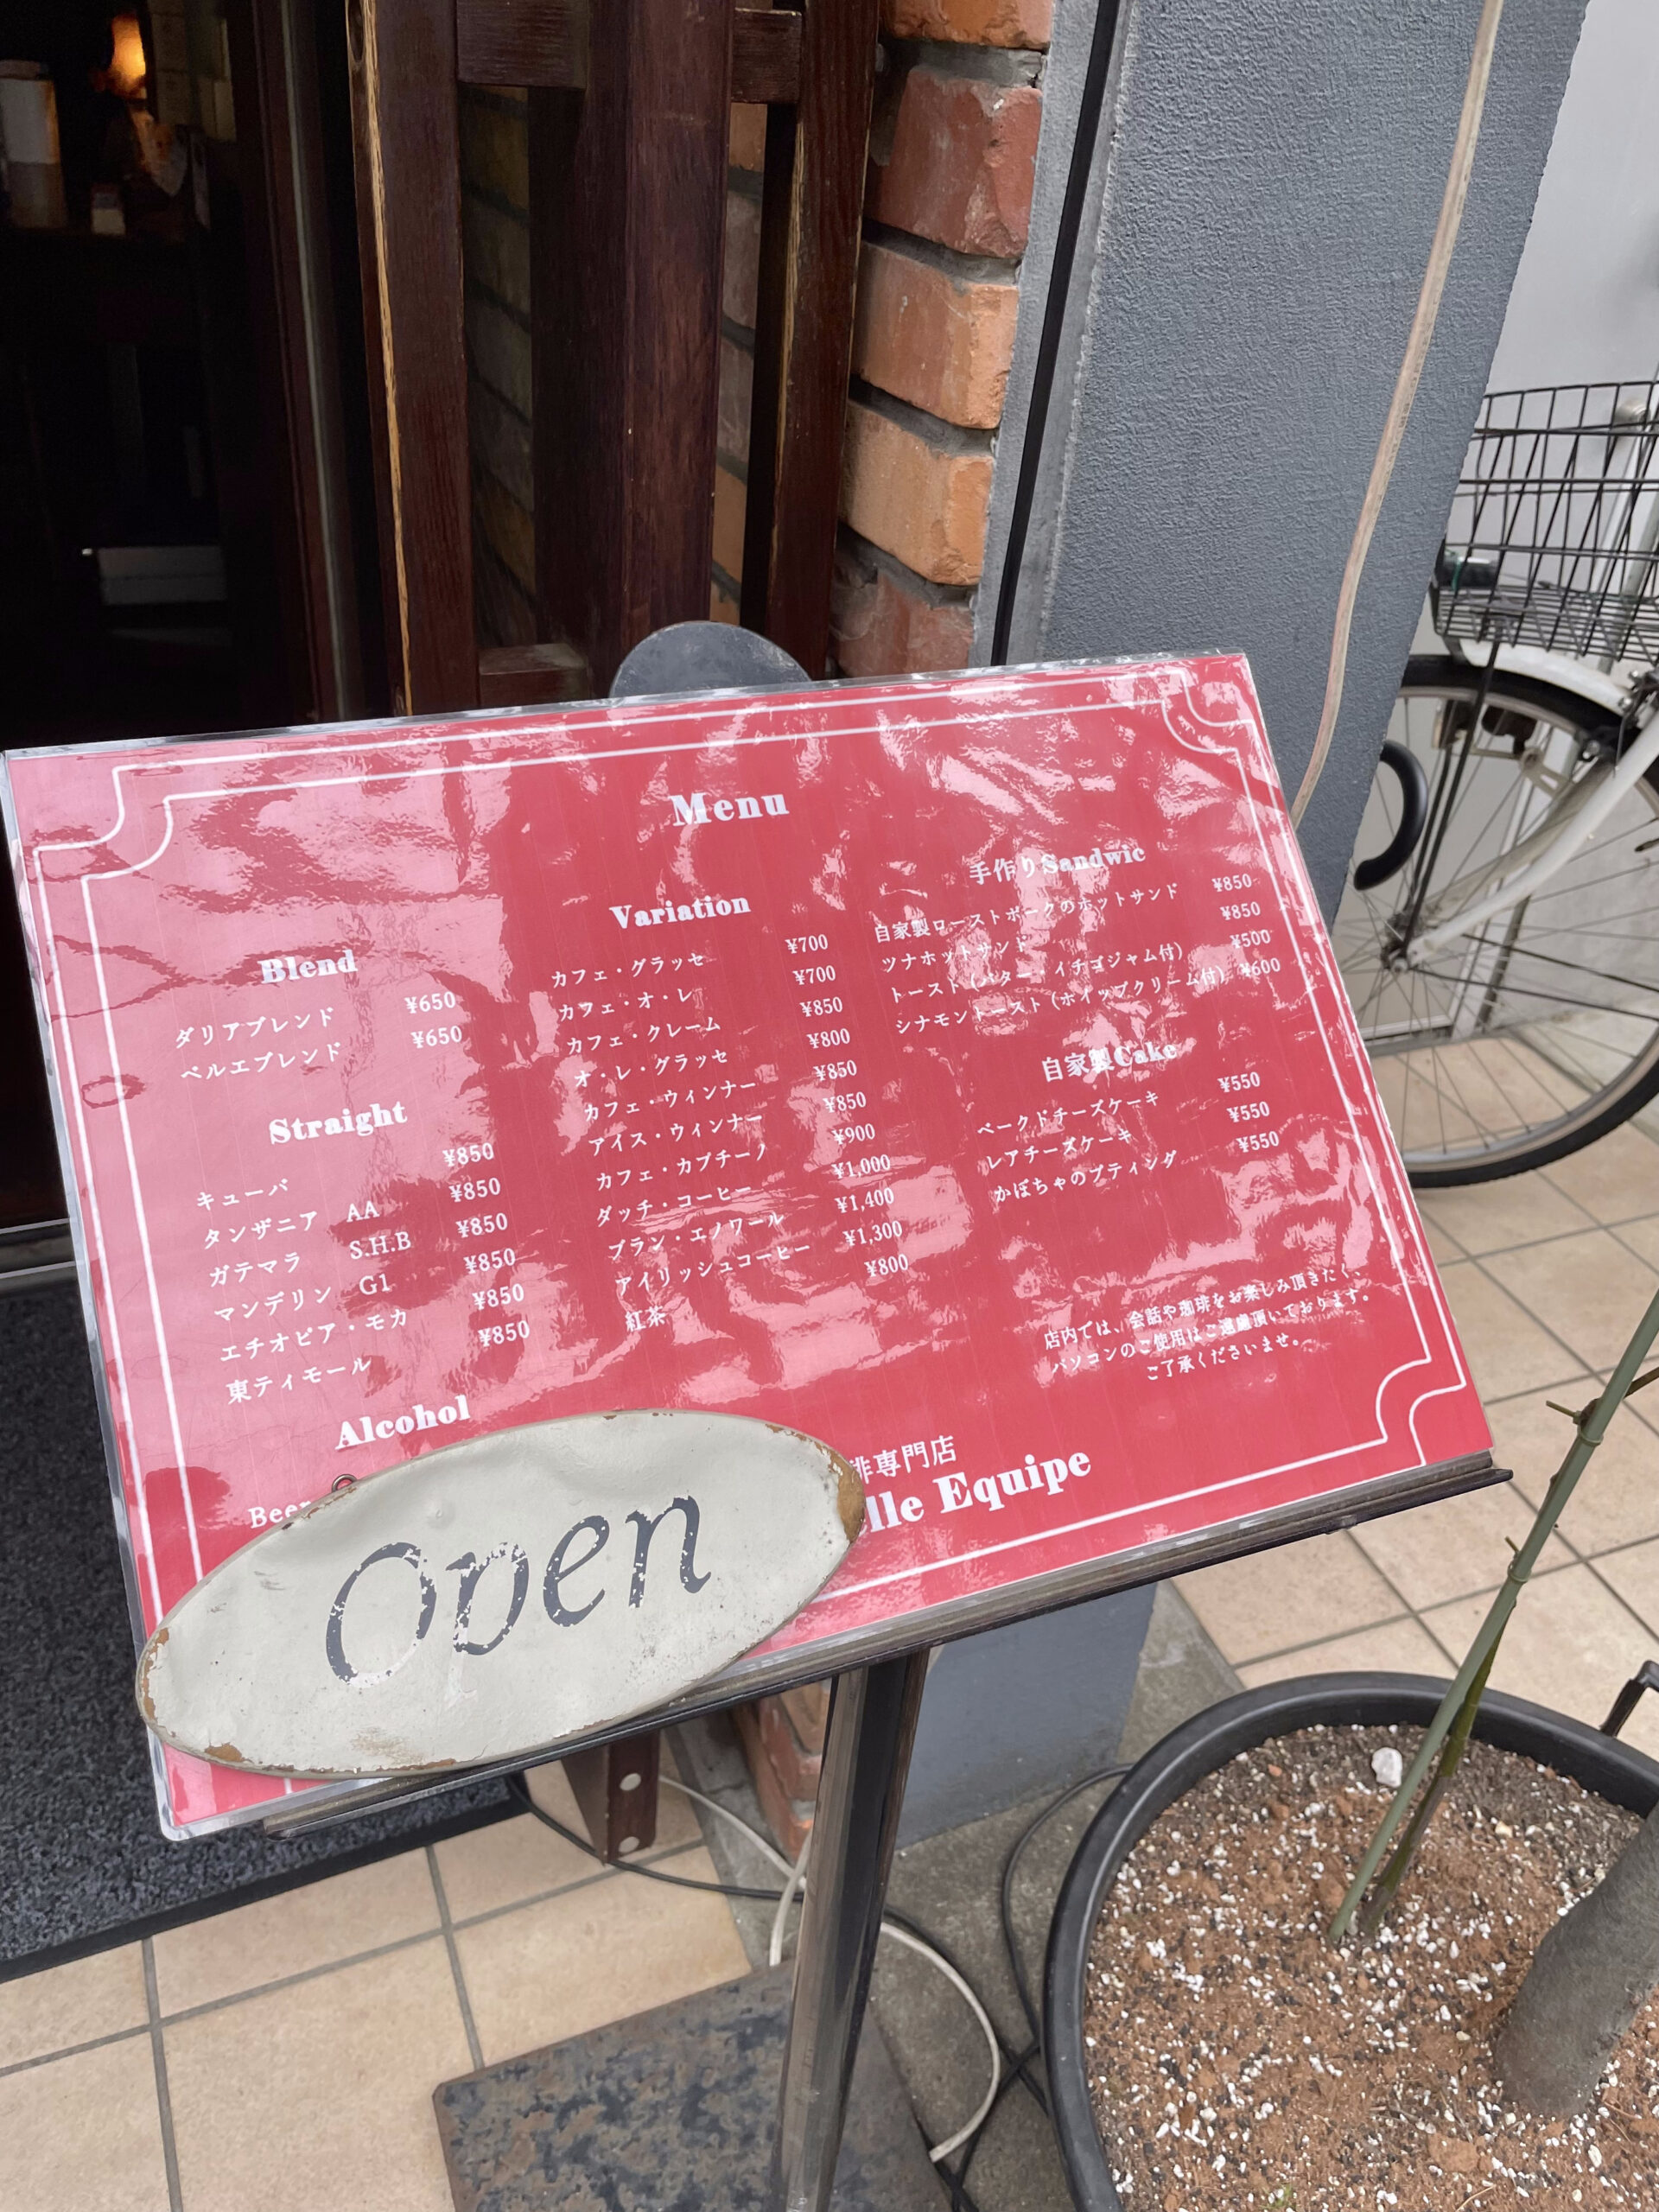 Menu
Blend
ダリアブレンド ¥650
ベルエブレンド ¥650
Straight
キューバ ¥850
タンザニア AA ¥850
ガテマラ S.H.B ¥850
マンデリン G1 ¥850
エチオピア・モカ ¥850
東ティモール ¥850
Alcohol
Beer
Variation
カフェ・グラッセ ¥700
カフェ・オ・レ ¥700
カフェ・クレーム ¥850
オ・レ・グラッセ ¥800
カフェ・ウィンナー ¥850
アイス・ウィンナー ¥850
カフェ・カプチーノ ¥900
ダッチ・コーヒー ¥1,000
ブラン・エノワール ¥1,400
アイリッシュコーヒー ¥1,300
紅茶 ¥800
手作りSandwic
自家製ローストポークのホットサンド ¥850
ツナホットサンド ¥850
トースト(バター・イチゴジャム付) ¥500
シナモントースト(ホイップクリーム付) ¥600
自家製Cake
ベークドチーズケーキ ¥550
レアチーズケーキ ¥550
かぼちゃのプティング ¥550
店内では、会話や珈琲をお楽しみ頂きたく、
パソコンのご使用はご遠慮頂いております。
ご了承くださいませ。
琲専門店
lle Equipe
Open